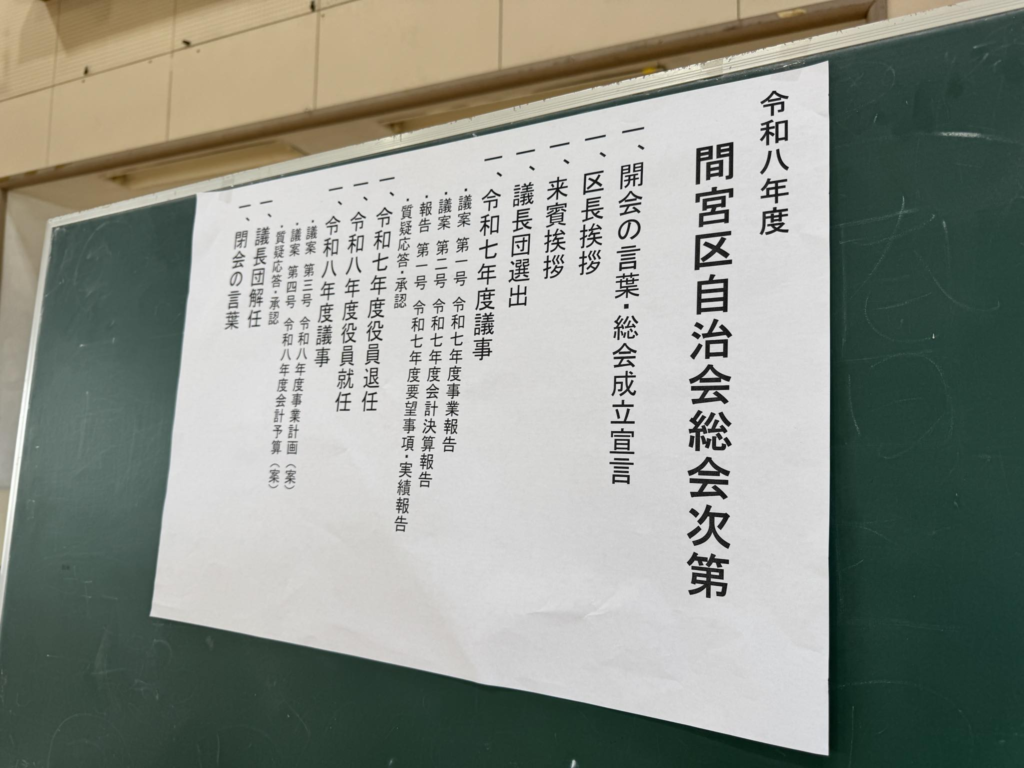 令和八年度
間宮区自治会総会次第
一、開会の言葉・総会成立宣言
一、区長挨拶
一、来賓挨拶
一、議長団選出
一、令和七年度議事
・議案 第一号 令和七年度事業報告
・議案 第二号 令和七年度会計決算報告
・報告 第一号 令和七年度要望事項・実績報告
・質疑応答・承認
一、令和七年度役員退任
一、令和八年度役員就任
一、令和八年度議事
・議案 第三号 令和八年度事業計画（案）
・議案 第四号 令和八年度会計予算（案）
・質疑応答・承認
一、議長団解任
一、閉会の言葉